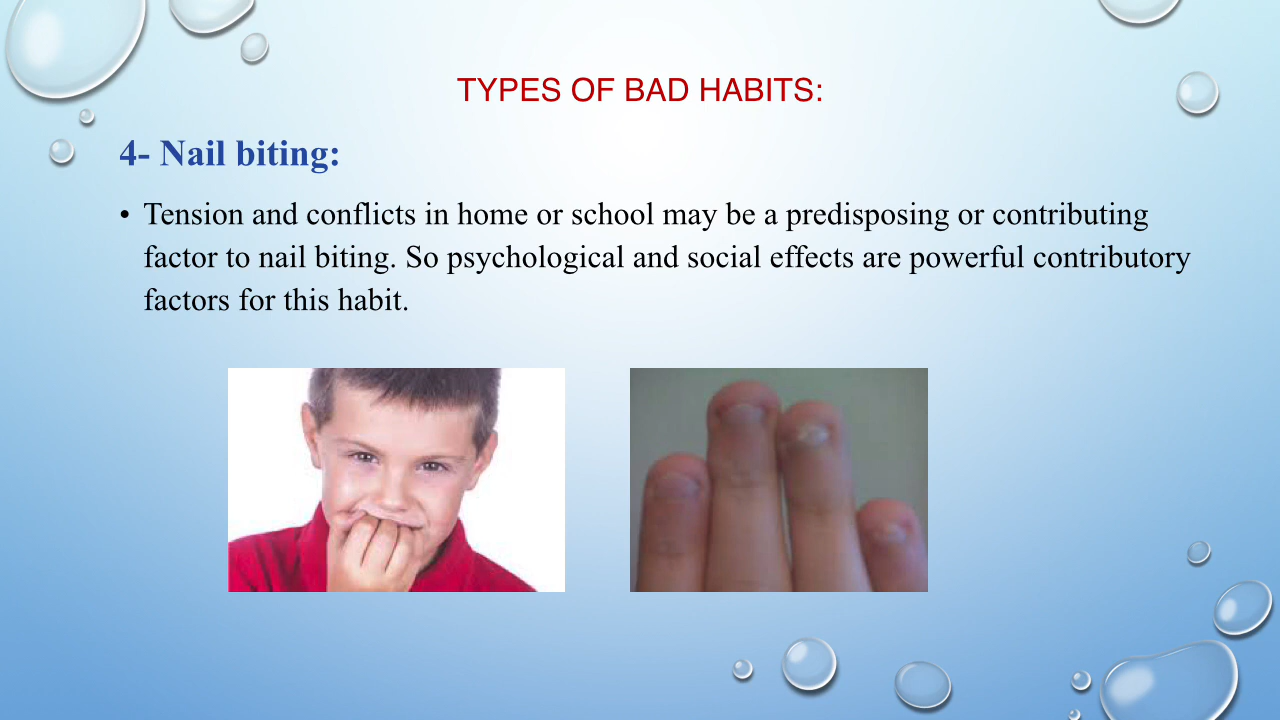 TYPES OF BAD HABITS:
4- Nail biting:
• Tension and conflicts in home or school may be a predisposing or contributing
factor to nail biting. So psychological and social effects are powerful contributory
factors for this habit.